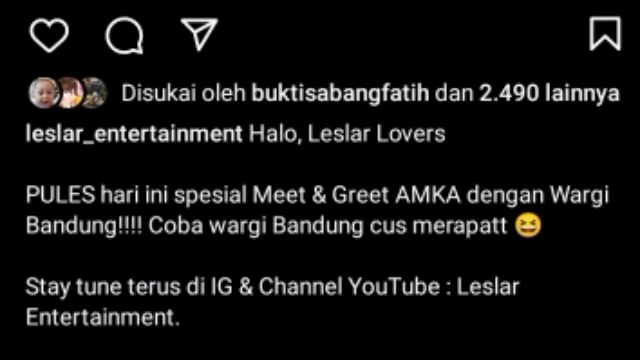 Disukai oleh buktisabangfatih dan 2.490 lainnya
leslar_entertainment Halo, Leslar Lovers
PULES hari ini spesial Meet & Greet AMKA dengan Wargi
Bandung!!!! Coba wargi Bandung cus merapatt 😆
Stay tune terus di IG & Channel YouTube : Leslar
Entertainment.